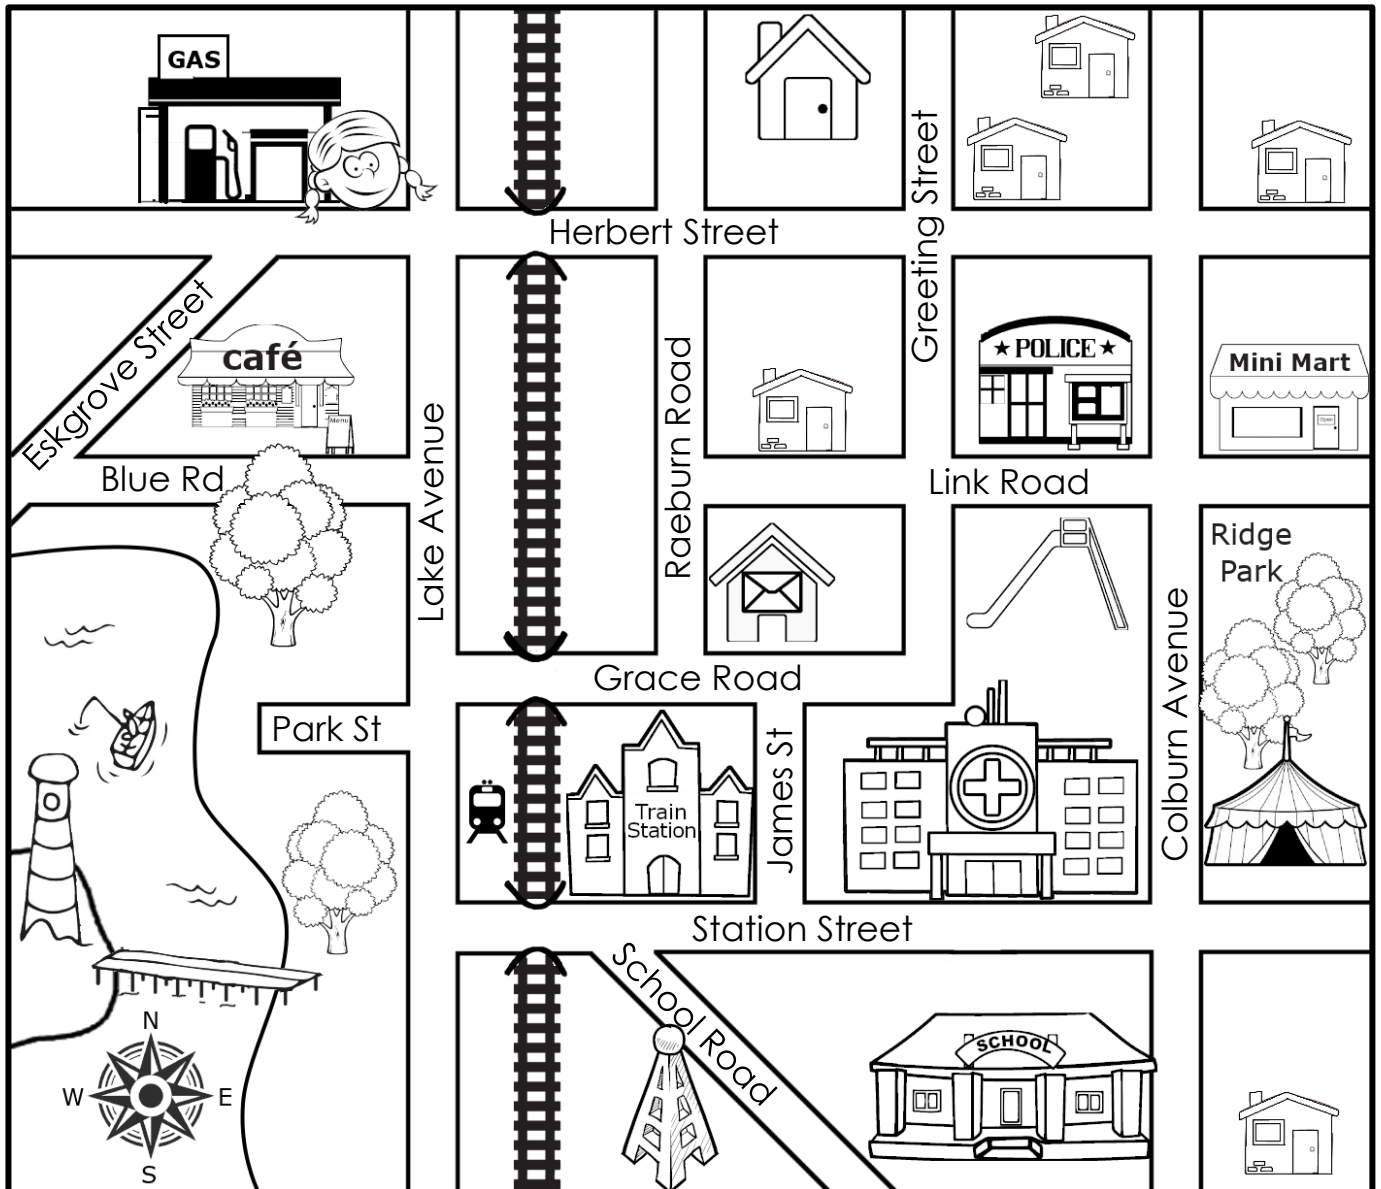 GAS
Herbert Street
Greeting Street
Eskgrove Street
café
Menu
Blue Rd
Lake Avenue
Raeburn Road
POLICE
Mini Mart
Open
Link Road
Ridge
Park
Grace Road
Park St
Train
Station
James St
Colburn Avenue
Station Street
School Road
SCHOOL
N
W
E
S